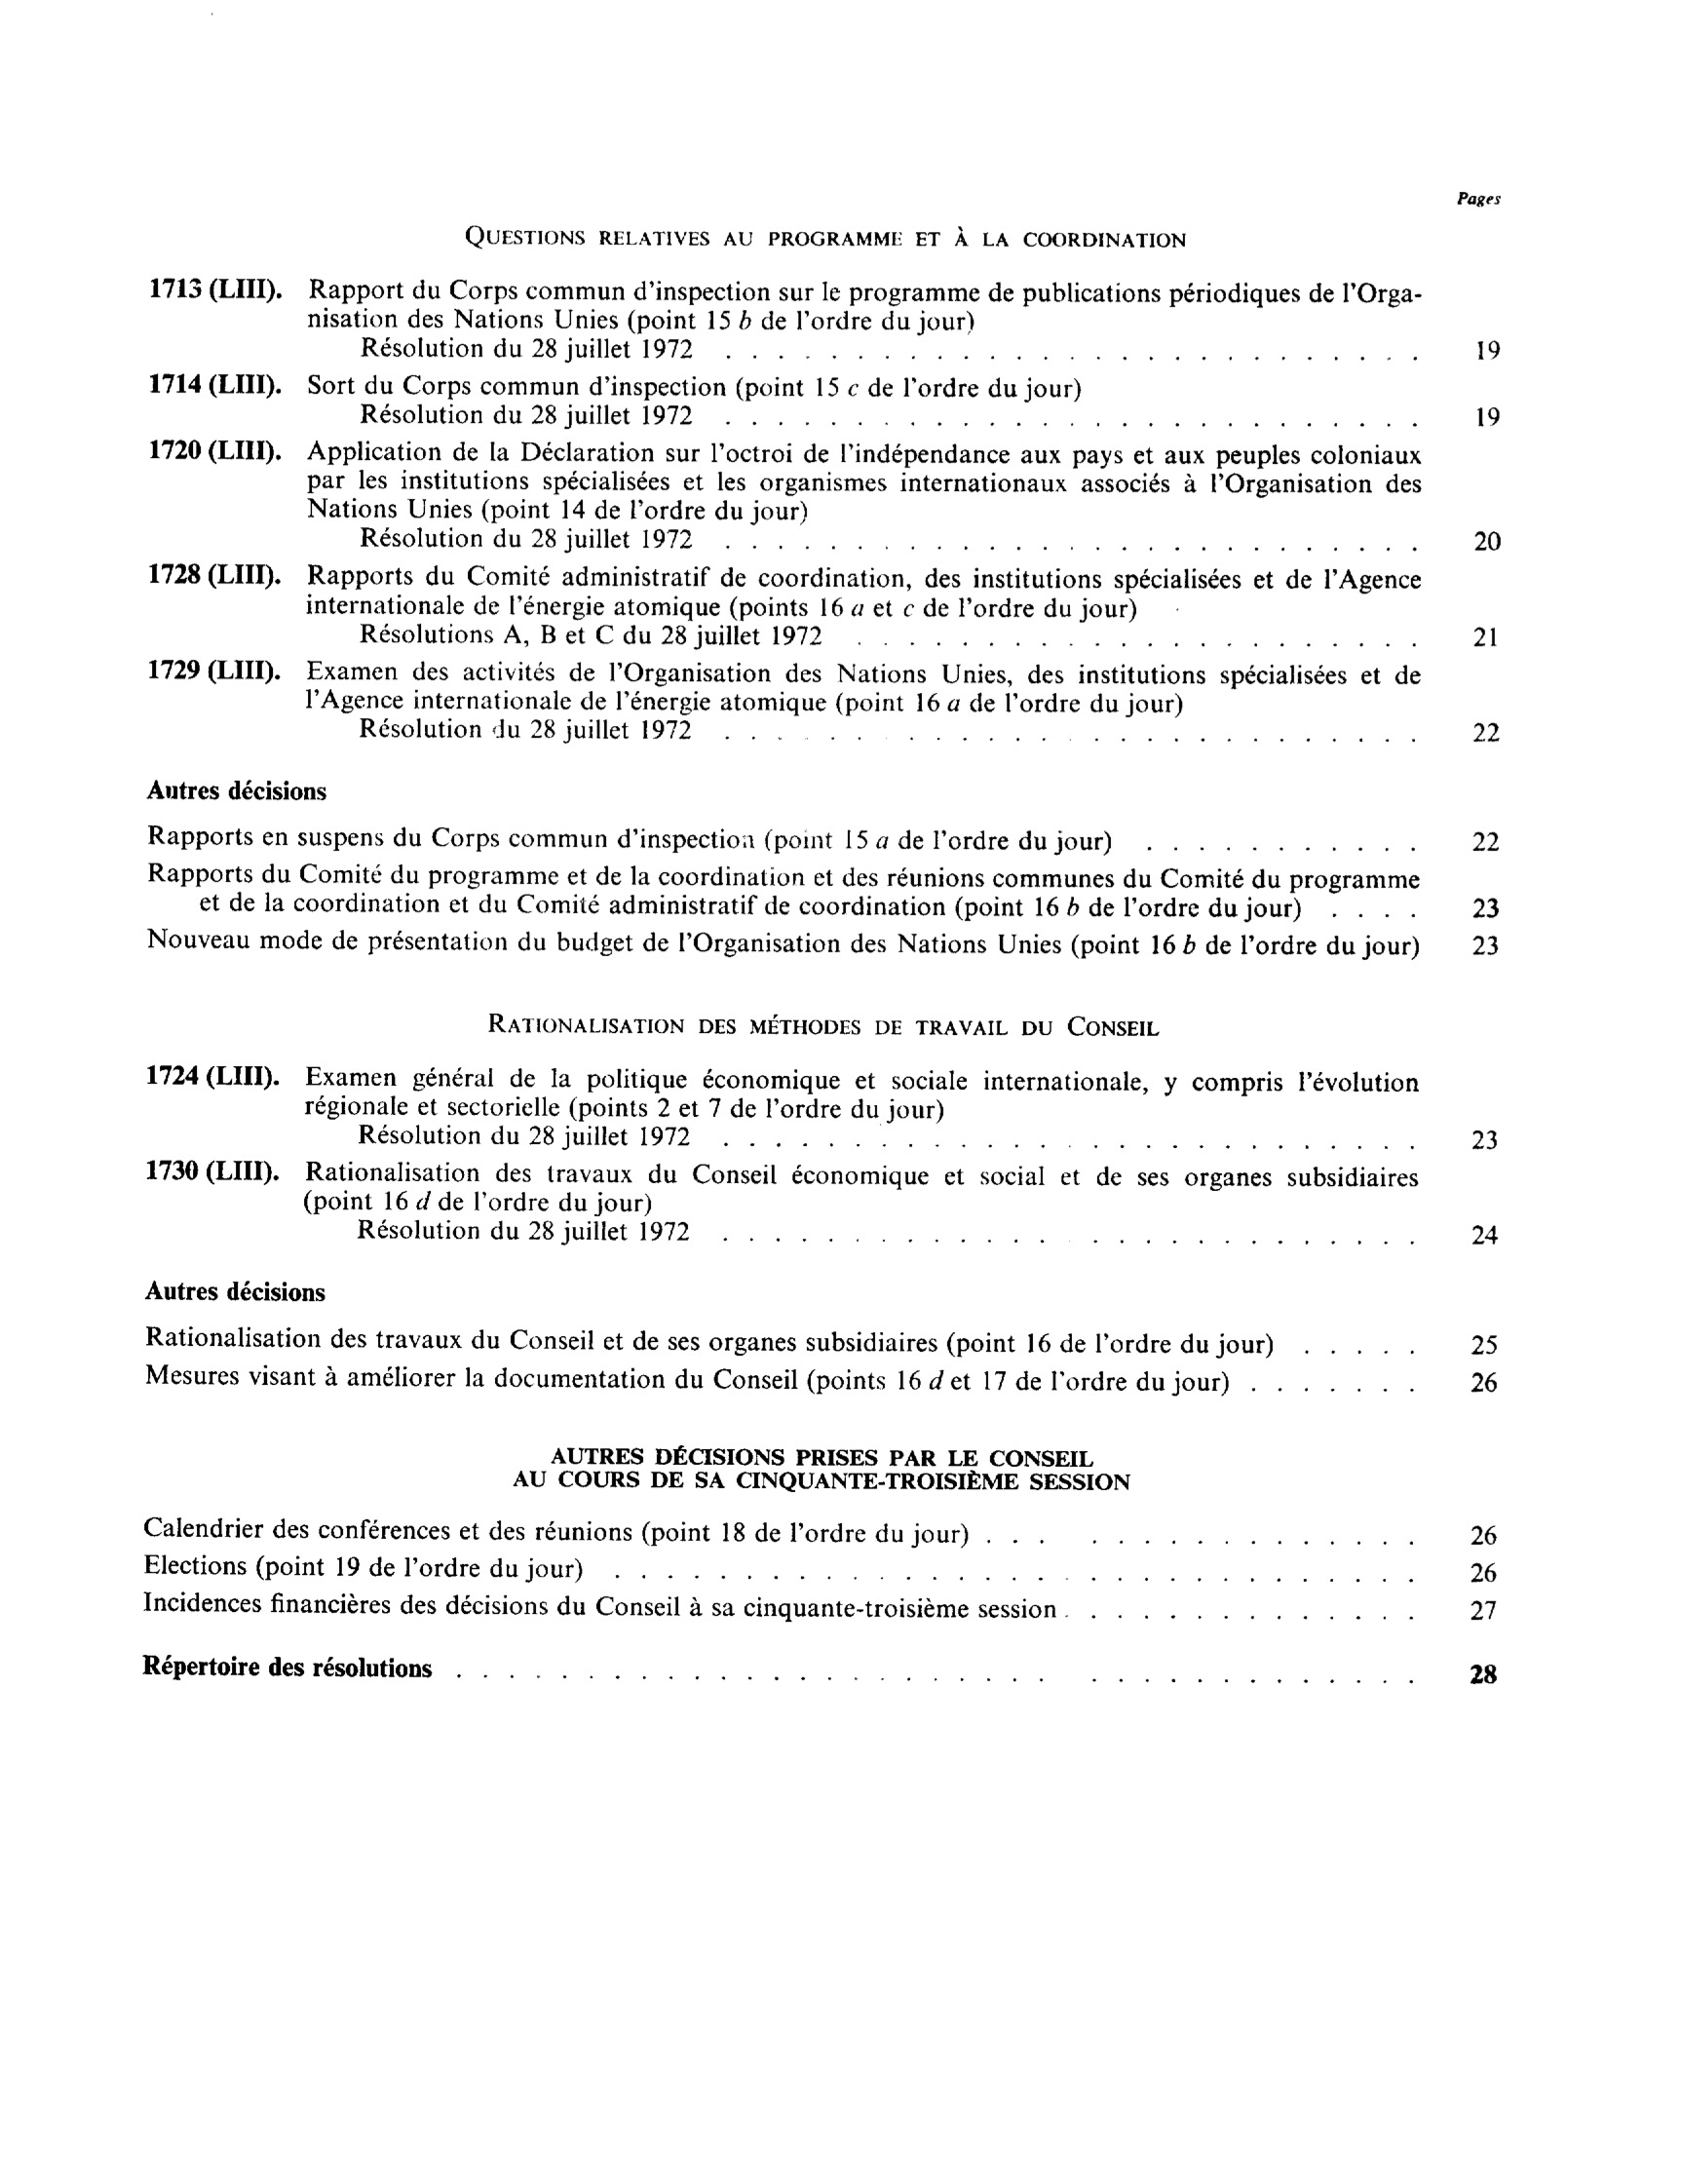 Pages
QUESTIONS RELATIVES AU PROGRAMME ET À LA COORDINATION
1713 (LIII). Rapport du Corps commun d'inspection sur le programme de publications périodiques de l'Orga-
nisation des Nations Unies (point 15 b de l'ordre du jour)
Résolution du 28 juillet 1972 . . . . . . . . . . . . . . . . . . . . . . . . . . . 19
1714 (LIII). Sort du Corps commun d'inspection (point 15 c de l'ordre du jour)
Résolution du 28 juillet 1972 . . . . . . . . . . . . . . . . . . . . . . . . . . . 19
1720 (LIII). Application de la Déclaration sur l'octroi de l'indépendance aux pays et aux peuples coloniaux
par les institutions spécialisées et les organismes internationaux associés à l'Organisation des
Nations Unies (point 14 de l'ordre du jour)
Résolution du 28 juillet 1972 . . . . . . . . . . . . . . . . . . . . . . . . . . . 20
1728 (LIII). Rapports du Comité administratif de coordination, des institutions spécialisées et de l'Agence
internationale de l'énergie atomique (points 16 a et c de l'ordre du jour)
Résolutions A, B et C du 28 juillet 1972 . . . . . . . . . . . . . . . . . . . . . . 21
1729 (LIII). Examen des activités de l'Organisation des Nations Unies, des institutions spécialisées et de
l'Agence internationale de l'énergie atomique (point 16 a de l'ordre du jour)
Résolution du 28 juillet 1972 . . . . . . . . . . . . . . . . . . . . . . . . . . . 22
Autres décisions
Rapports en suspens du Corps commun d'inspection (point 15 a de l'ordre du jour) . . . . . . . . . . . 22
Rapports du Comité du programme et de la coordination et des réunions communes du Comité du programme
et de la coordination et du Comité administratif de coordination (point 16 b de l'ordre du jour) . . . . 23
Nouveau mode de présentation du budget de l'Organisation des Nations Unies (point 16 b de l'ordre du jour) 23
RATIONALISATION DES MÉTHODES DE TRAVAIL DU CONSEIL
1724 (LIII). Examen général de la politique économique et sociale internationale, y compris l'évolution
régionale et sectorielle (points 2 et 7 de l'ordre du jour)
Résolution du 28 juillet 1972 . . . . . . . . . . . . . . . . . . . . . . . . . . . 23
1730 (LIII). Rationalisation des travaux du Conseil économique et social et de ses organes subsidiaires
(point 16 d de l'ordre du jour)
Résolution du 28 juillet 1972 . . . . . . . . . . . . . . . . . . . . . . . . . . 24
Autres décisions
Rationalisation des travaux du Conseil et de ses organes subsidiaires (point 16 de l'ordre du jour) . . . . . 25
Mesures visant à améliorer la documentation du Conseil (points 16 d et 17 de l'ordre du jour) . . . . . . . 26
AUTRES DÉCISIONS PRISES PAR LE CONSEIL
AU COURS DE SA CINQUANTE-TROISIÈME SESSION
Calendrier des conférences et des réunions (point 18 de l'ordre du jour) . . . . . . . . . . . . . . . . 26
Elections (point 19 de l'ordre du jour) . . . . . . . . . . . . . . . . . . . . . . . . . . . . . . . 26
Incidences financières des décisions du Conseil à sa cinquante-troisième session . . . . . . . . . . . . . . 27
Répertoire des résolutions . . . . . . . . . . . . . . . . . . . . . . . . . . . . . . . . . . . . 28